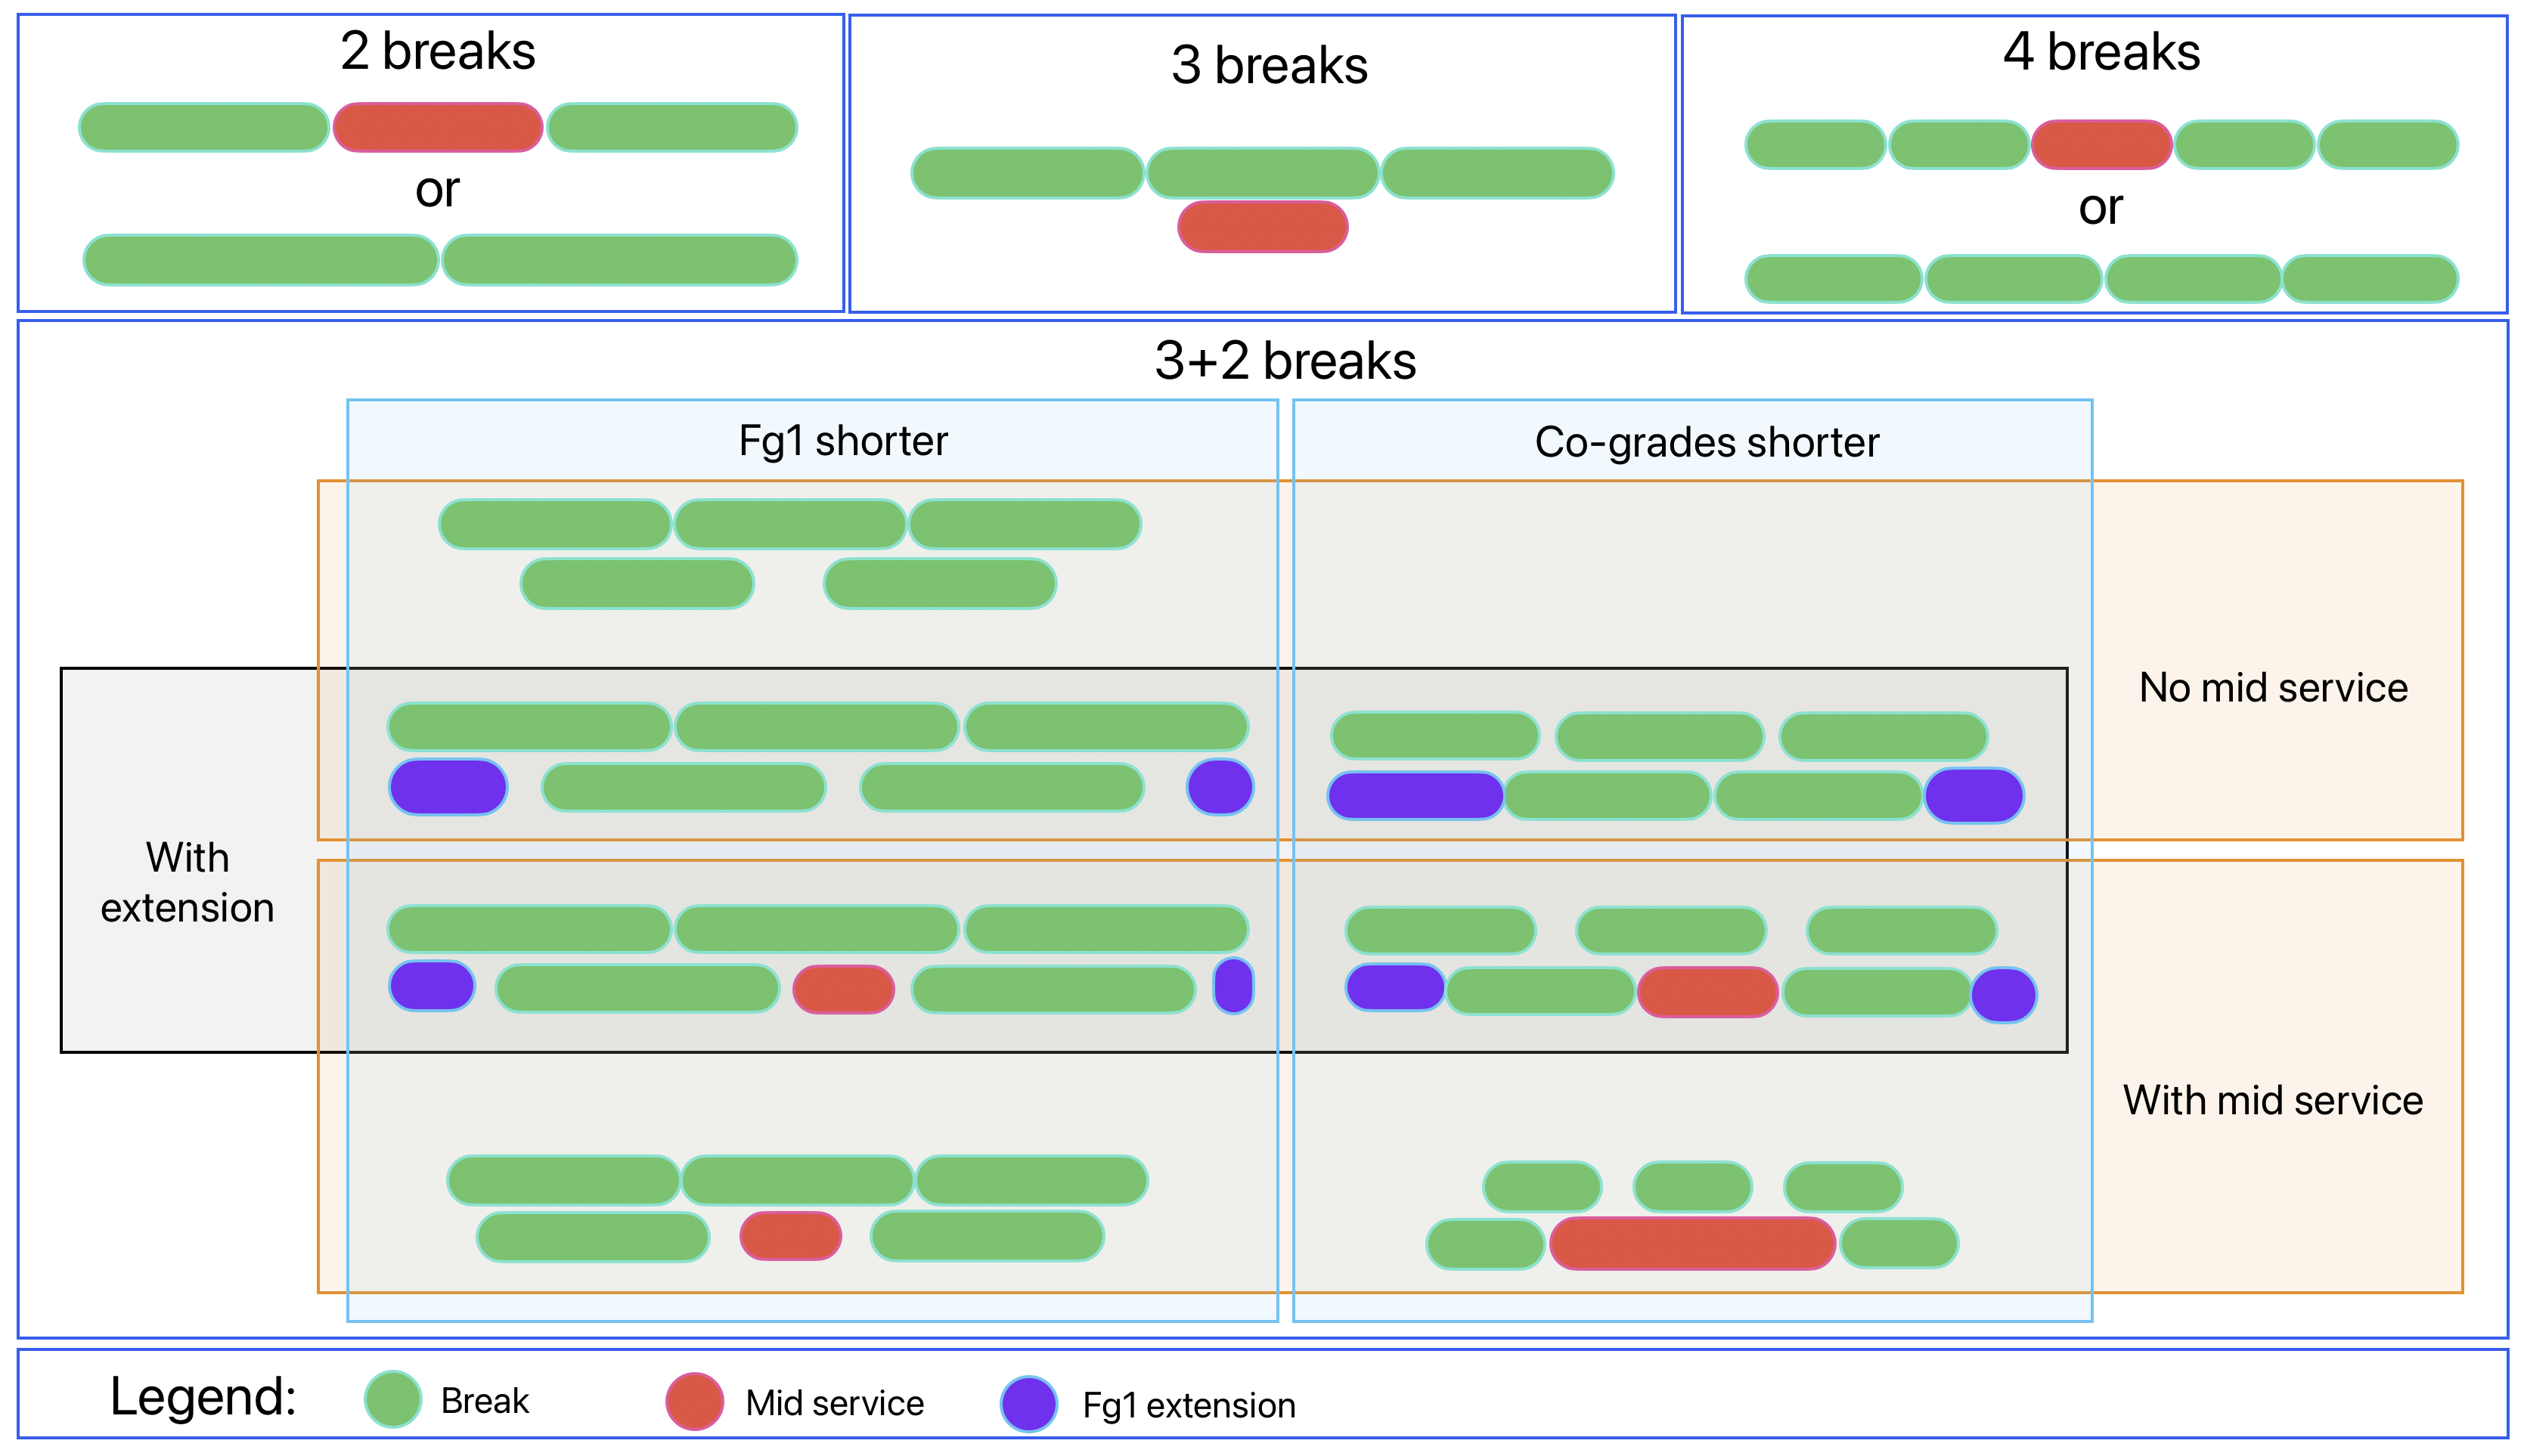 2 breaks
or
3 breaks
4 breaks
or
3+2 breaks
Fg1 shorter
Co-grades shorter
No mid service
With
extension
With mid service
Legend:
Break
Mid service
Fg1 extension